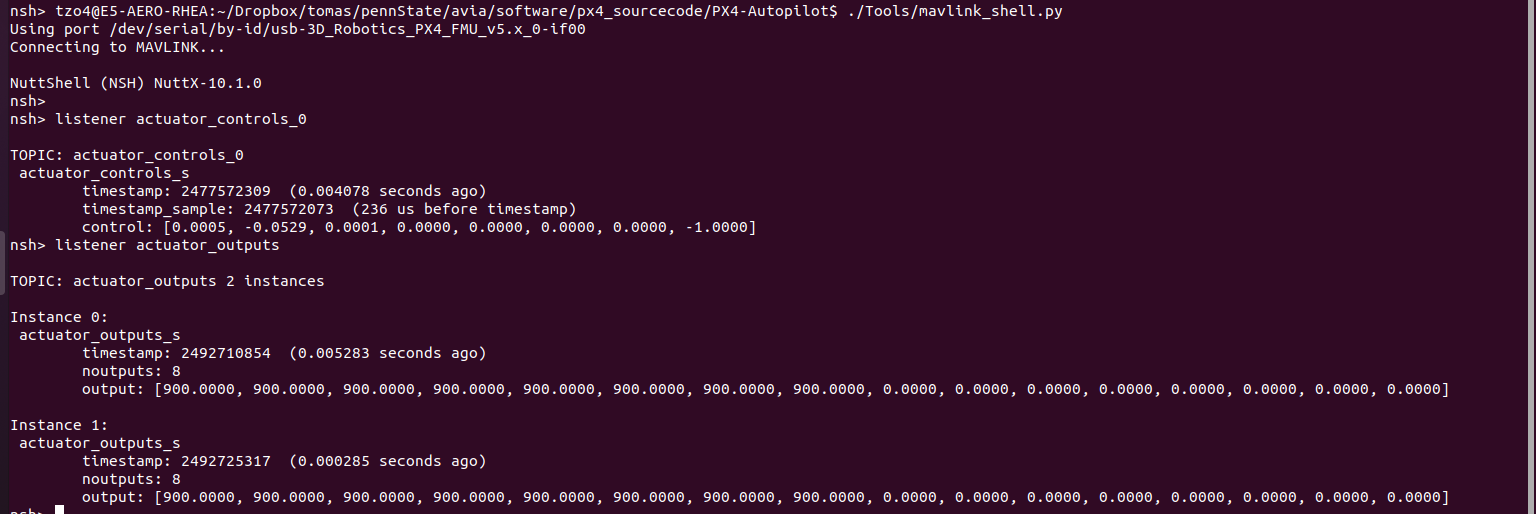 nsh> tzo4@E5-AERO-RHEA:~/Dropbox/tomas/pennState/avia/software/px4_sourcecode/PX4-Autopilot$ ./Tools/mavlink_shell.py
Using port /dev/serial/by-id/usb-3D_Robotics_PX4_FMU_v5.x_0-if00
Connecting to MAVLINK...
NuttShell (NSH) NuttX-10.1.0
nsh>
nsh> listener actuator_controls_0
TOPIC: actuator_controls_0
actuator_controls_s
timestamp: 2477572309  (0.004078 seconds ago)
timestamp_sample: 2477572073  (236 us before timestamp)
control: [0.0005, -0.0529, 0.0001, 0.0000, 0.0000, 0.0000, 0.0000, -1.0000]
nsh> listener actuator_outputs
TOPIC: actuator_outputs 2 instances
Instance 0:
actuator_outputs_s
timestamp: 2492710854  (0.005283 seconds ago)
noutputs: 8
output: [900.0000, 900.0000, 900.0000, 900.0000, 900.0000, 900.0000, 900.0000, 900.0000, 0.0000, 0.0000, 0.0000, 0.0000, 0.0000, 0.0000, 0.0000, 0.0000]
Instance 1:
actuator_outputs_s
timestamp: 2492725317  (0.000285 seconds ago)
noutputs: 8
output: [900.0000, 900.0000, 900.0000, 900.0000, 900.0000, 900.0000, 900.0000, 900.0000, 0.0000, 0.0000, 0.0000, 0.0000, 0.0000, 0.0000, 0.0000, 0.0000]
nsh>